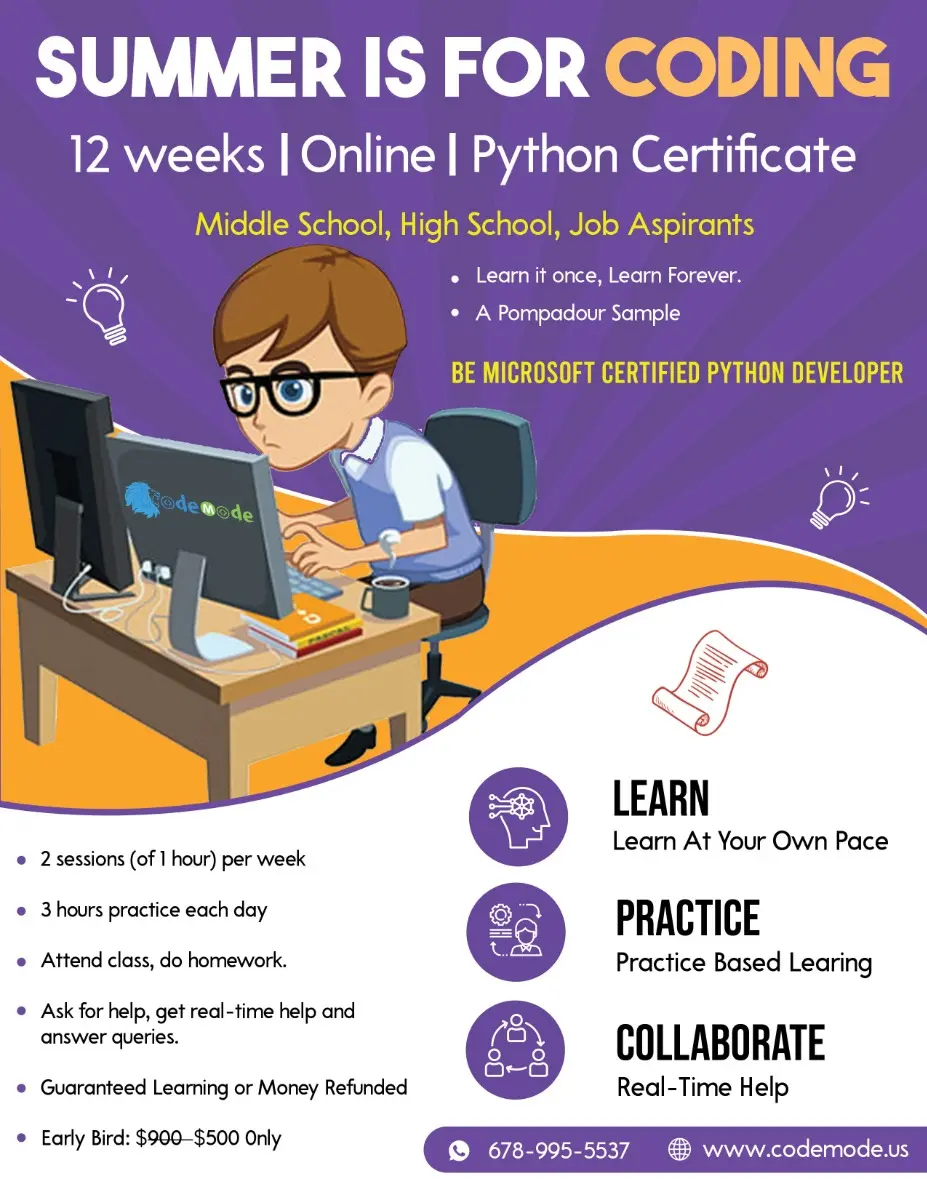 SUMMER IS FOR CODING
12 weeks | Online | Python Certificate
Middle School, High School, Job Aspirants
• Learn it once, Learn Forever.
• A Pompadour Sample
BE MICROSOFT CERTIFIED PYTHON DEVELOPER
CodeMode
PASCAL
LEARN
Learn At Your Own Pace
PRACTICE
Practice Based Learing
COLLABORATE
Real-Time Help
• 2 sessions (of 1 hour) per week
• 3 hours practice each day
• Attend class, do homework.
• Ask for help, get real-time help and
answer queries.
• Guaranteed Learning or Money Refunded
• Early Bird: $900 $500 Only
678-995-5537
www.codemode.us